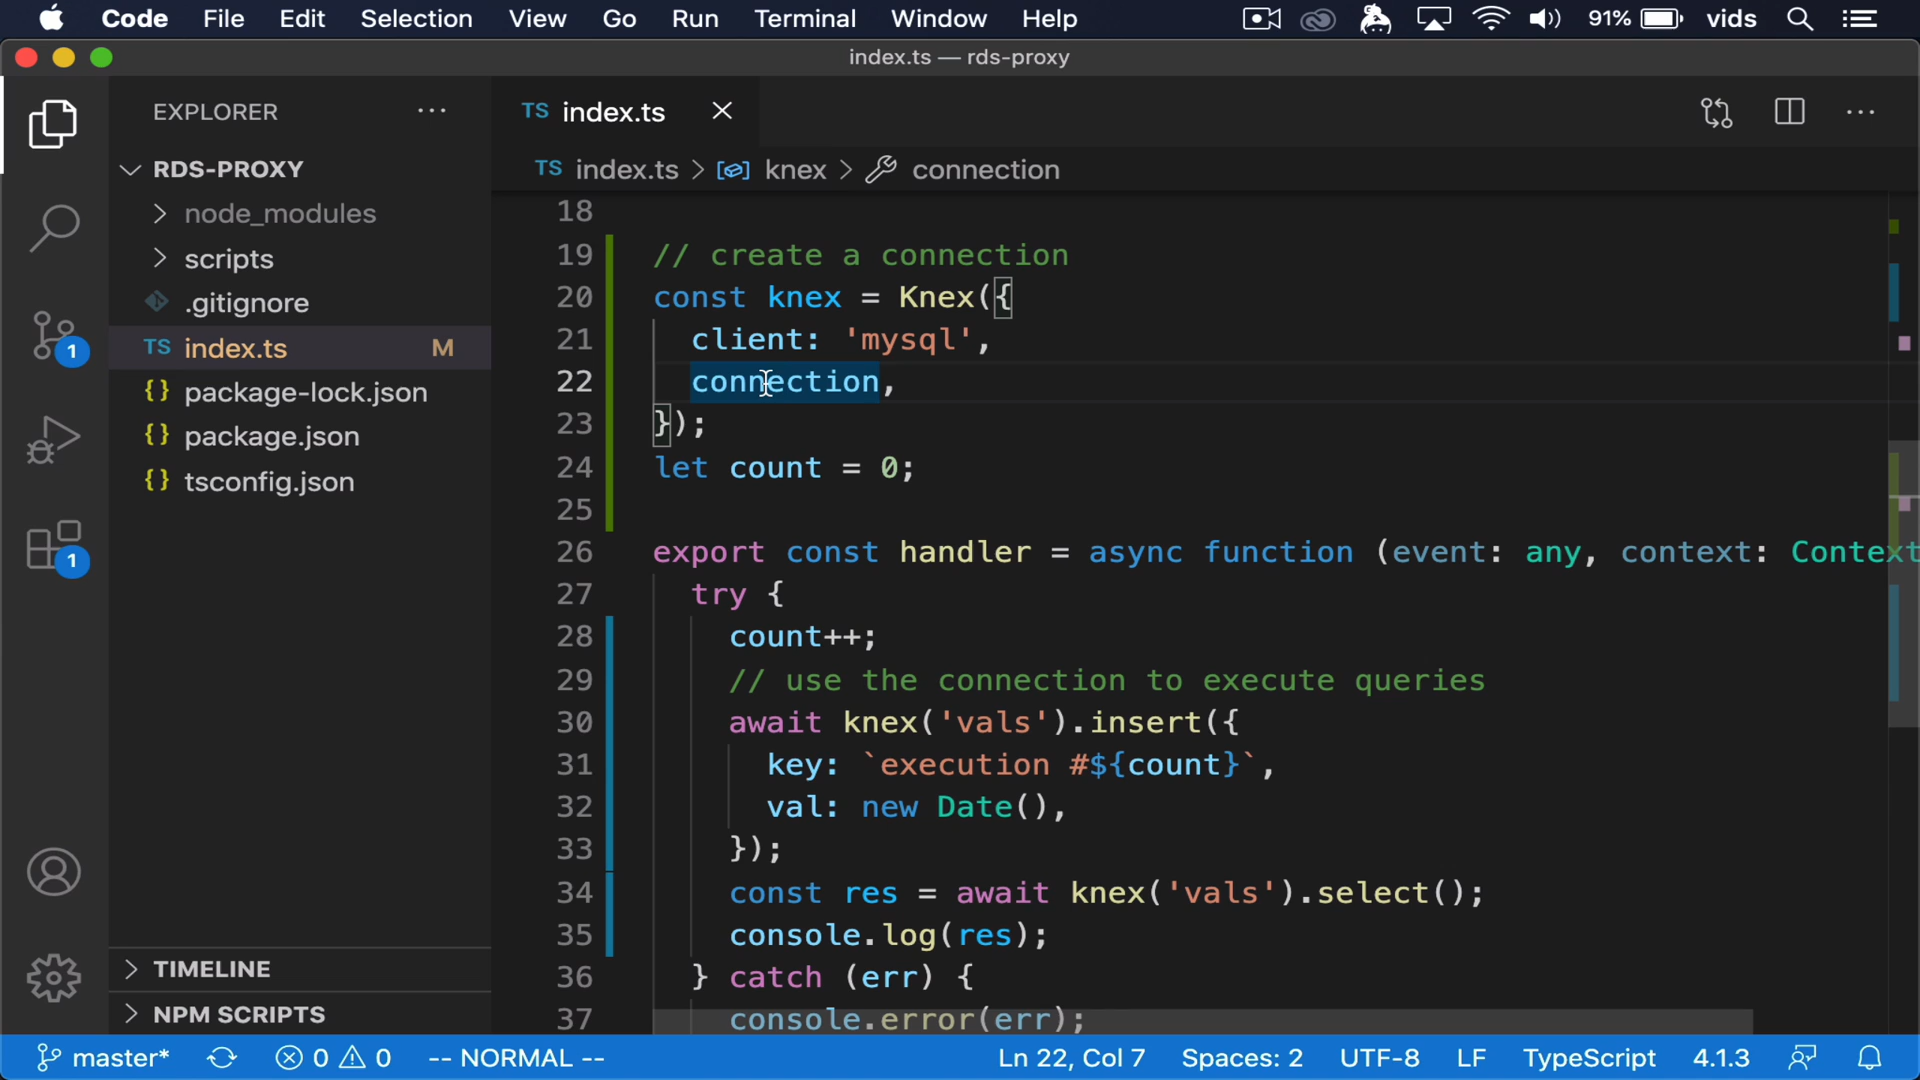 Code File Edit Selection View Go Run Terminal Window Help 91% vids
index.ts — rds-proxy
EXPLORER ··· TS index.ts ···
TS index.ts > knex > connection
RDS-PROXY
node_modules
scripts
.gitignore
TS index.ts M
{} package-lock.json
{} package.json
{} tsconfig.json
TIMELINE
NPM SCRIPTS
1
1
18
19 // create a connection
20 const knex = Knex({
21 client: 'mysql',
22 connection,
23 });
24 let count = 0;
25
26 export const handler = async function (event: any, context: Context
27 try {
28 count++;
29 // use the connection to execute queries
30 await knex('vals').insert({
31 key: `execution #${count}`,
32 val: new Date(),
33 });
34 const res = await knex('vals').select();
35 console.log(res);
36 } catch (err) {
37 console.error(err);
master* 0 0 -- NORMAL -- Ln 22, Col 7 Spaces: 2 UTF-8 LF TypeScript 4.1.3